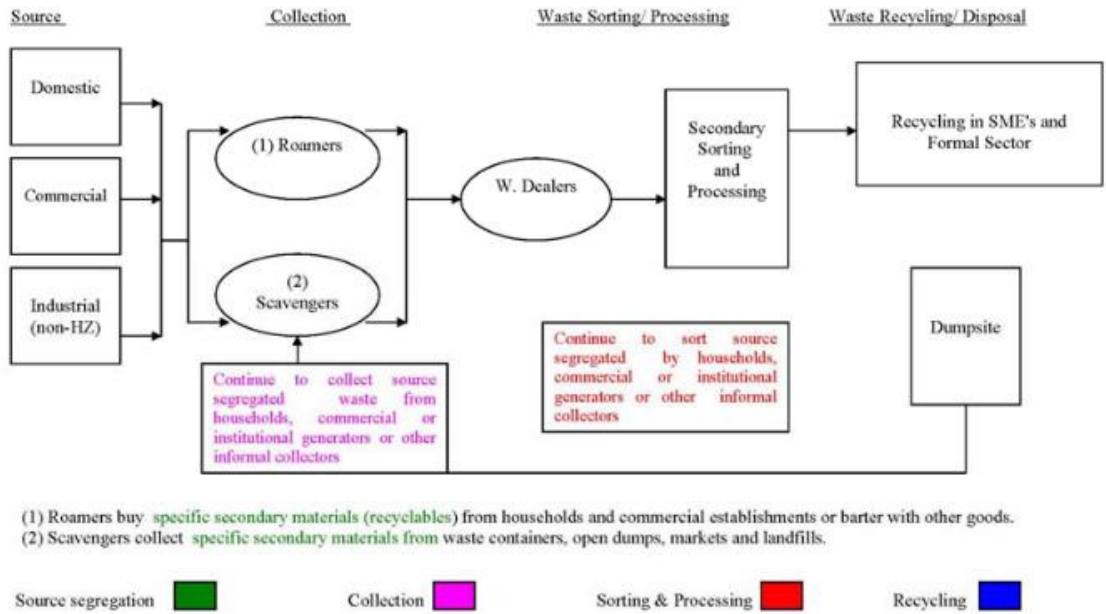 Source Collection Waste Sorting/ Processing Waste Recycling/ Disposal
Domestic
Commercial
Industrial
(non-HZ)
(1) Roamers
(2)
Scavengers
W. Dealers
Secondary
Sorting
and
Processing
Recycling in SME's and
Formal Sector
Dumpsite
Continue to collect source
segregated waste from
households, commercial or
institutional generators or other
informal collectors
Continue to sort source
segregated by households,
commercial or institutional
generators or other informal
collectors
(1) Roamers buy specific secondary materials (recyclables) from households and commercial establishments or barter with other goods.
(2) Scavengers collect specific secondary materials from waste containers, open dumps, markets and landfills.
Source segregation Collection Sorting & Processing Recycling